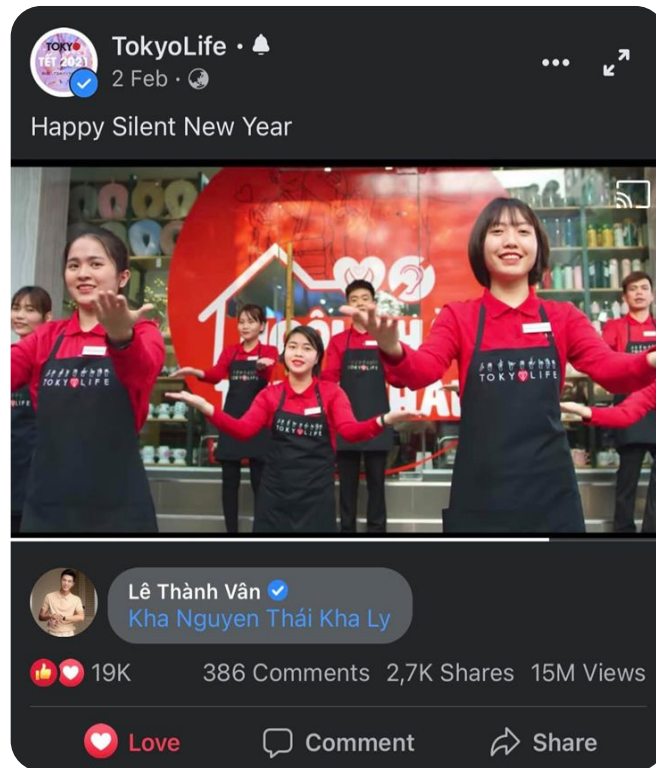 TOKYO
TẾT 2021
TokyoLife
2 Feb
Happy Silent New Year
TOKYOLIFE
TOKYOLIFE
TOKYOLIFE
Lê Thành Vân
Kha Nguyen Thái Kha Ly
19K
386 Comments 2,7K Shares 15M Views
Love Comment Share